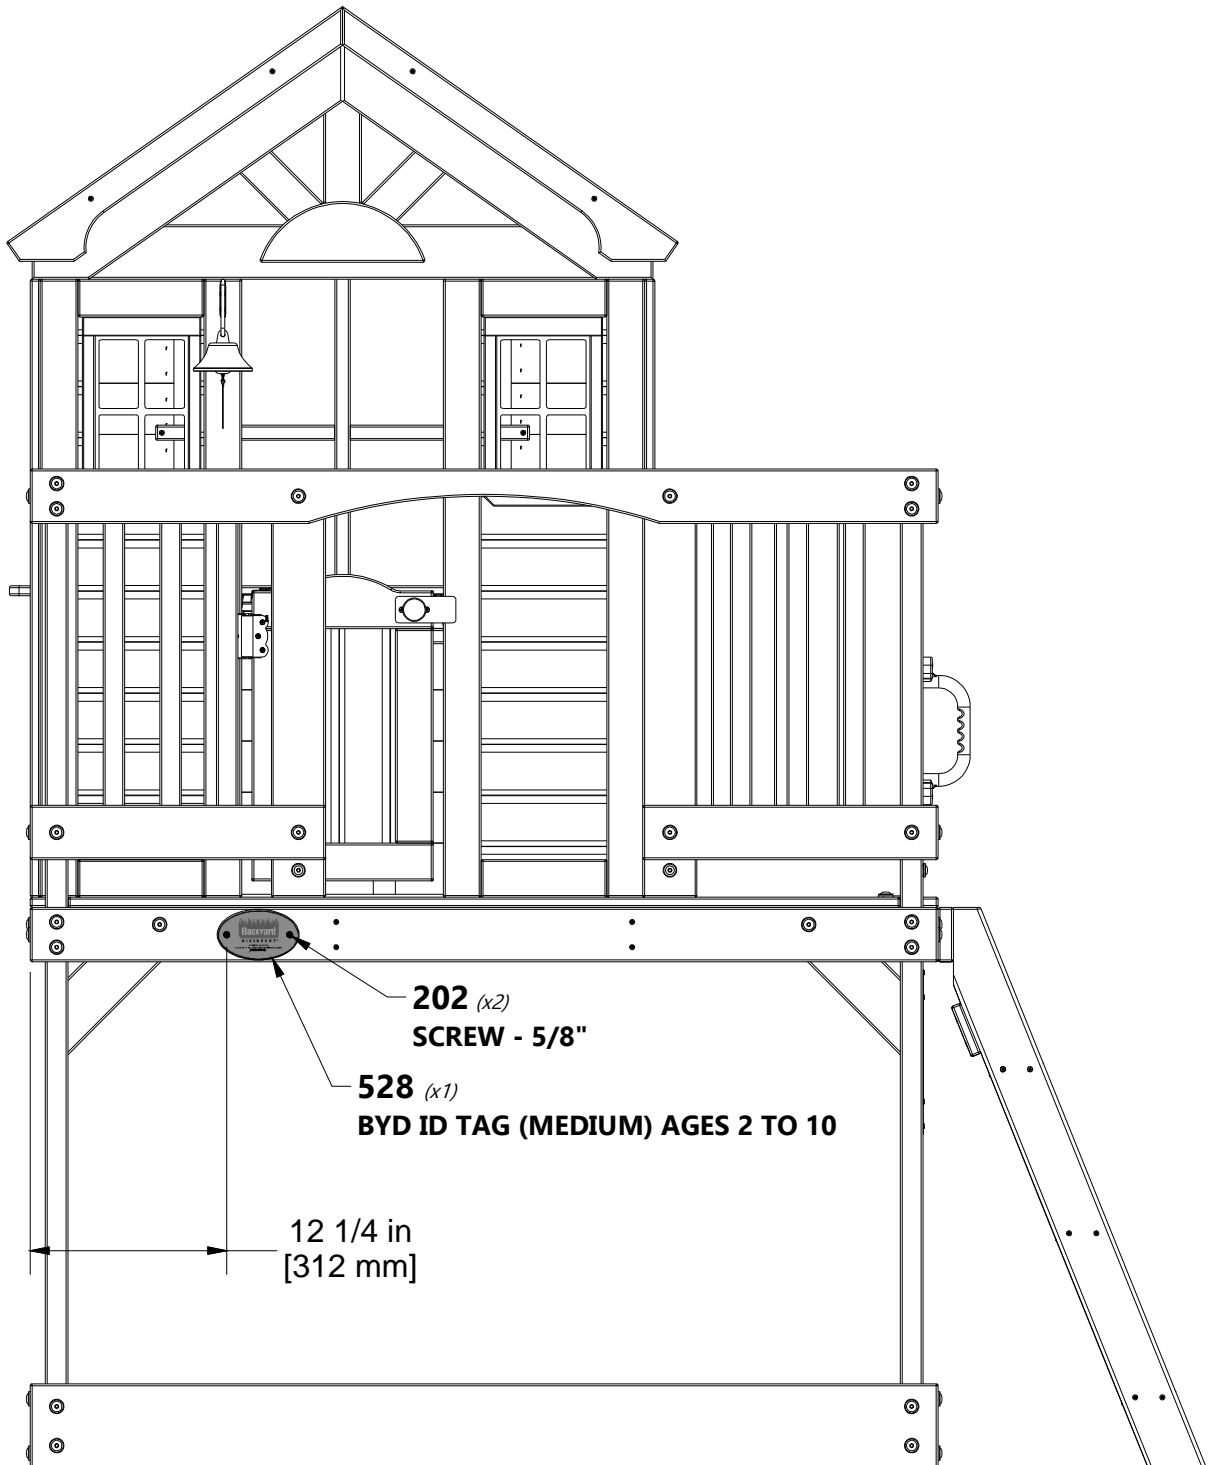 Backyard
DISCOVERY
202 (x2)
SCREW - 5/8"
528 (x1)
BYD ID TAG (MEDIUM) AGES 2 TO 10
12 1/4 in
[312 mm]